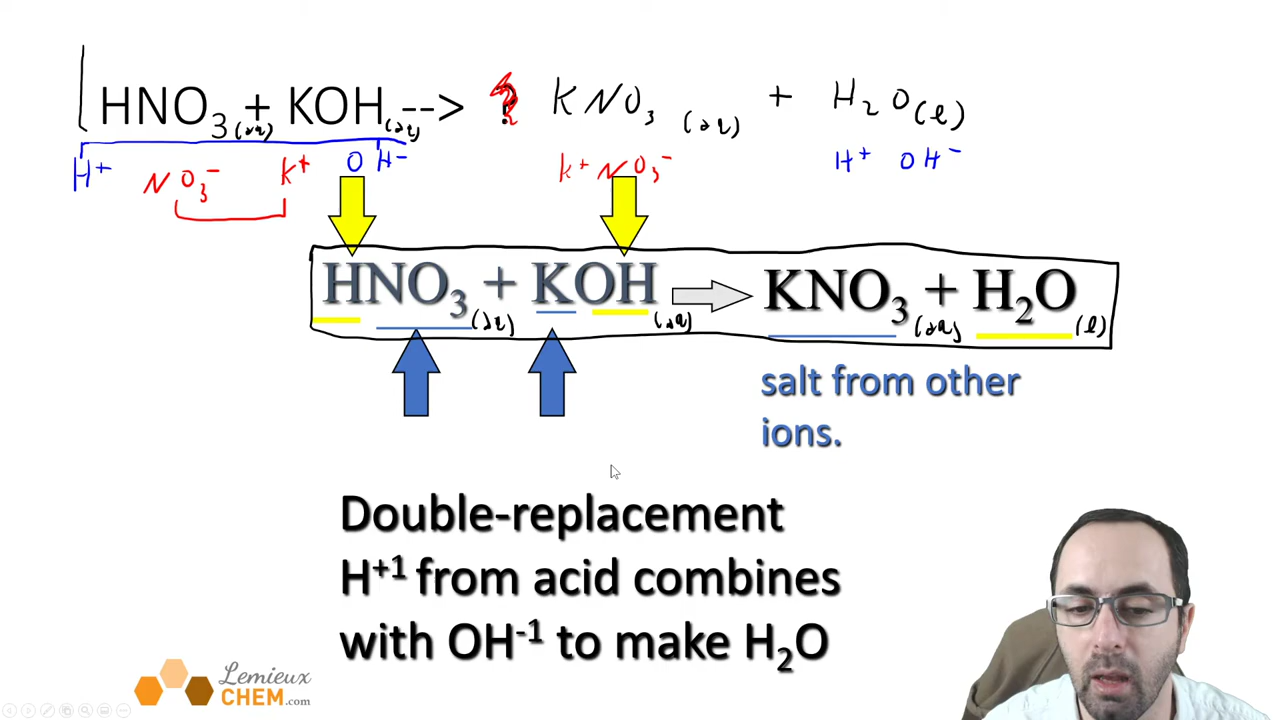 HNO₃(aq) + KOH(aq) --> ? KNO₃ (aq) + H₂O(l)
H⁺ NO₃⁻ K⁺ OH⁻ K⁺ NO₃⁻ H⁺ OH⁻
HNO₃(aq) + KOH(aq) KNO₃(aq) + H₂O(l)
salt from other
ions.
Double-replacement
H⁺¹ from acid combines
with OH⁻¹ to make H₂O
Lemieux
CHEM.com